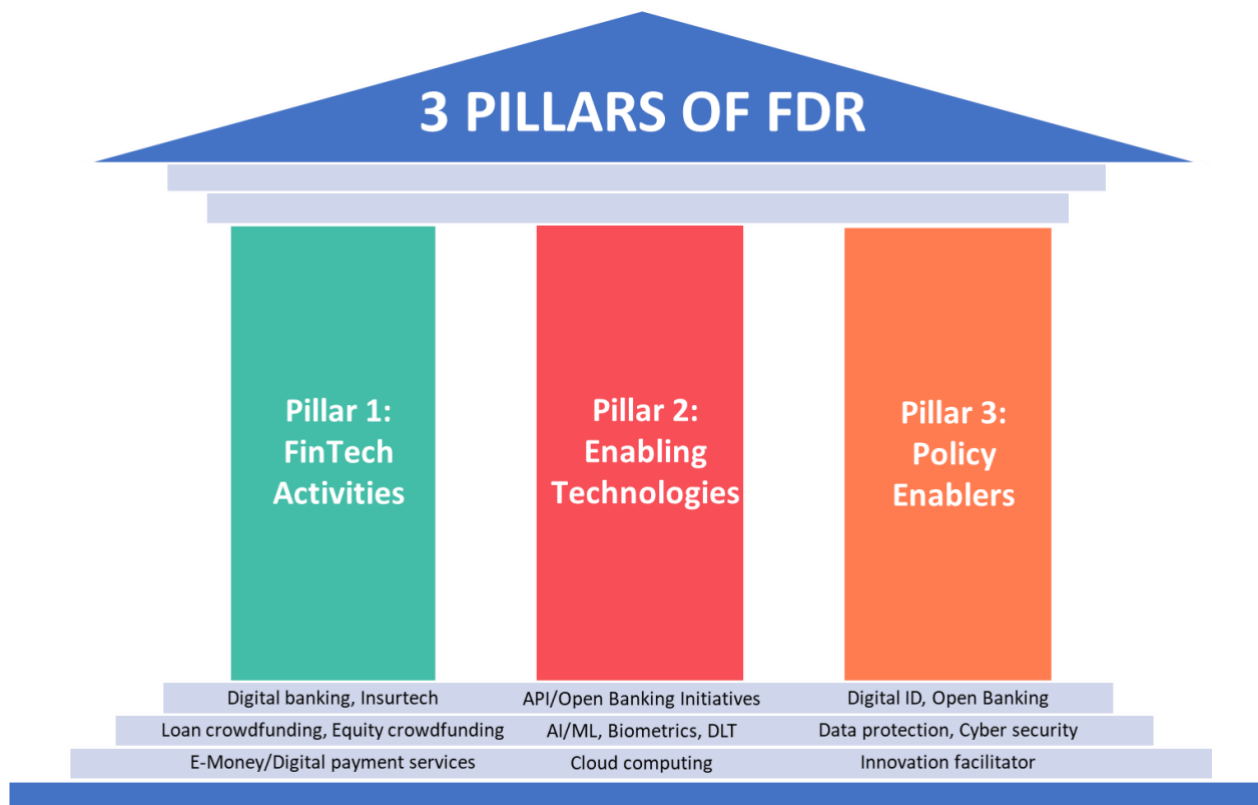 3 PILLARS OF FDR
Pillar 1:
FinTech
Activities
Pillar 2:
Enabling
Technologies
Pillar 3:
Policy
Enablers
Digital banking, Insurtech
API/Open Banking Initiatives
Digital ID, Open Banking
Loan crowdfunding, Equity crowdfunding
AI/ML, Biometrics, DLT
Data protection, Cyber security
E-Money/Digital payment services
Cloud computing
Innovation facilitator